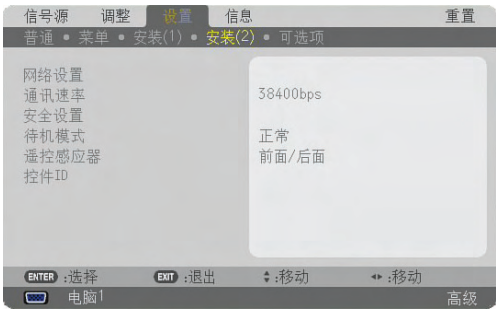 信号源 调整 设置 信息 重置
普通 • 菜单 • 安装(1) • 安装(2) • 可选项
网络设置
通讯速率 38400bps
安全设置
待机模式 正常
遥控感应器 前面/后面
控件ID
ENTER :选择 EXIT :退出 :移动 :移动
电脑1 高级